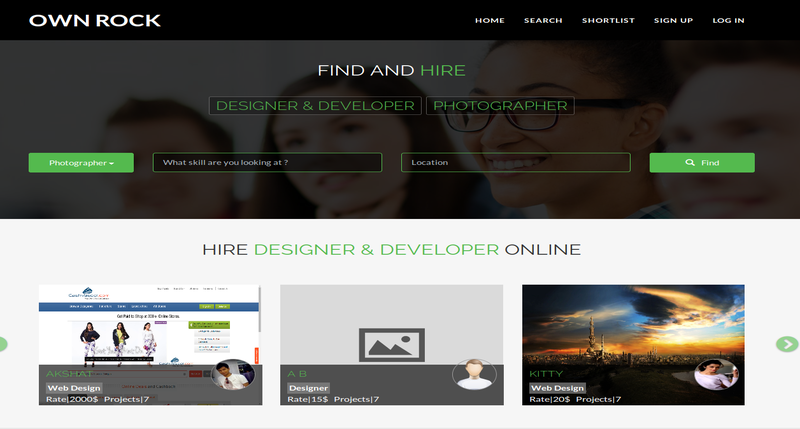 OWN ROCK
HOME SEARCH SHORTLIST SIGN UP LOG IN
FIND AND HIRE
DESIGNER & DEVELOPER PHOTOGRAPHER
Photographer What skill are you looking at ? Location Find
HIRE DESIGNER & DEVELOPER ONLINE
AKSHAT
Web Design
Rate|2000$ Projects|7
A B
Designer
Rate|15$ Projects|7
KITTY
Web Design
Rate|20$ Projects|7